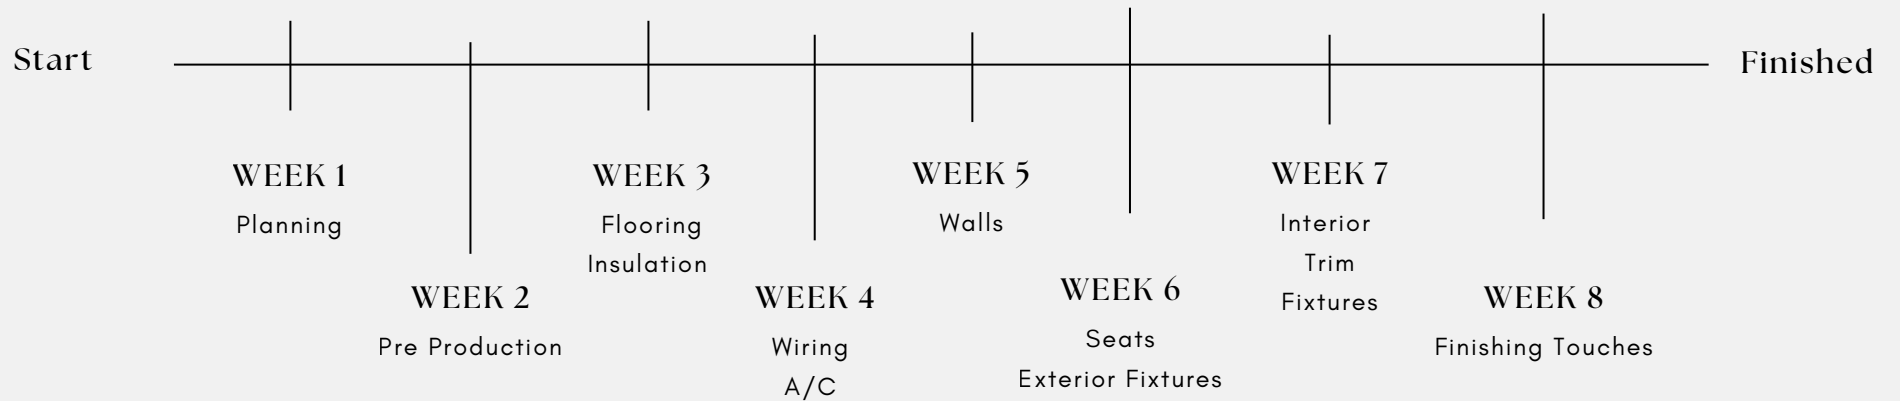 Start
Finished
WEEK 1
Planning
WEEK 2
Pre Production
WEEK 3
Flooring
Insulation
WEEK 4
Wiring
A/C
WEEK 5
Walls
WEEK 6
Seats
Exterior Fixtures
WEEK 7
Interior
Trim
Fixtures
WEEK 8
Finishing Touches